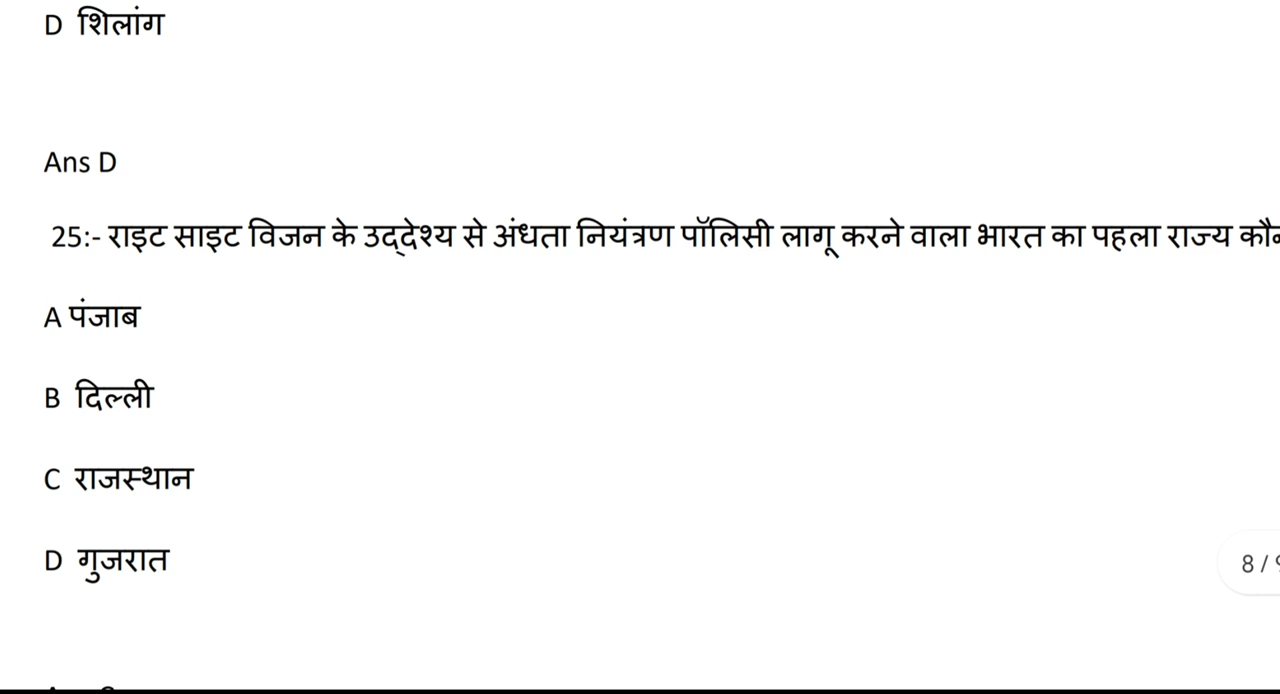 D शिलांग
Ans D
25:- राइट साइट विजन के उद्देश्य से अंधता नियंत्रण पॉलिसी लागू करने वाला भारत का पहला राज्य
A पंजाब
B दिल्ली
C राजस्थान
D गुजरात
8 /